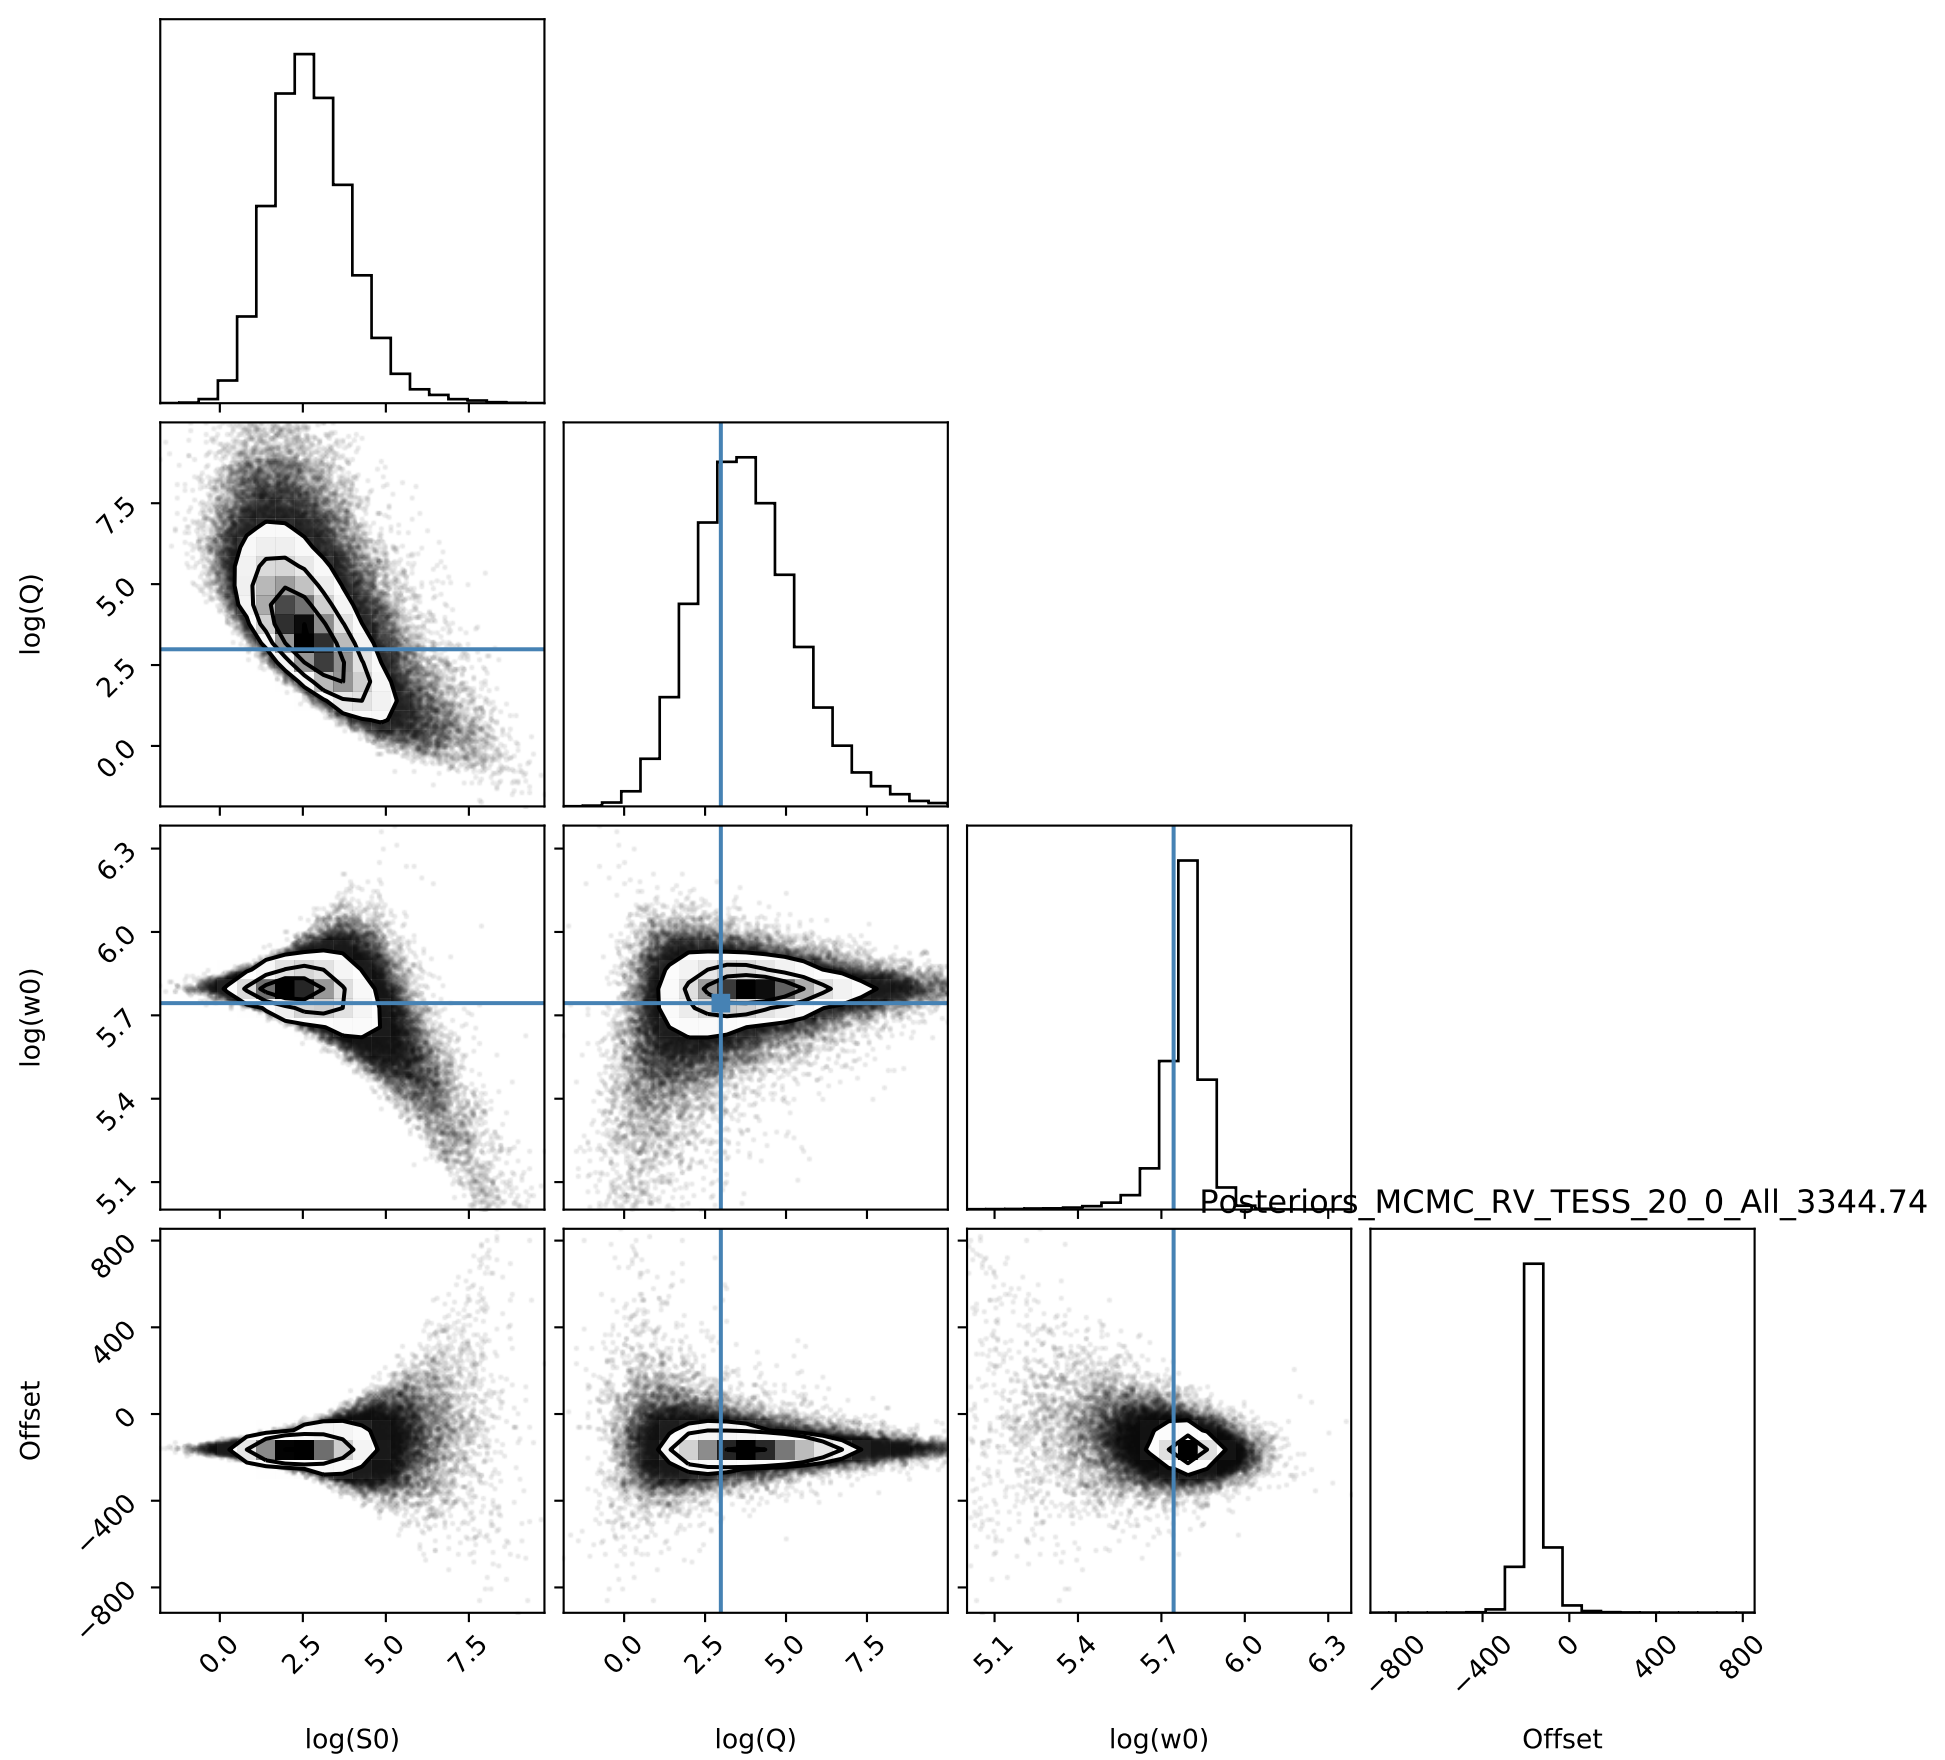 log(Q)
7.5
5.0
2.5
0.0
log(w0)
6.3
6.0
5.7
5.4
5.1
Posteriors_MCMC_RV_TESS_20_0_All_3344.74
Offset
800
400
0
−400
−800
0.0 2.5 5.0 7.5 0.0 2.5 5.0 7.5 5.1 5.4 5.7 6.0 6.3 −800 −400 0 400 800
log(S0) log(Q) log(w0) Offset